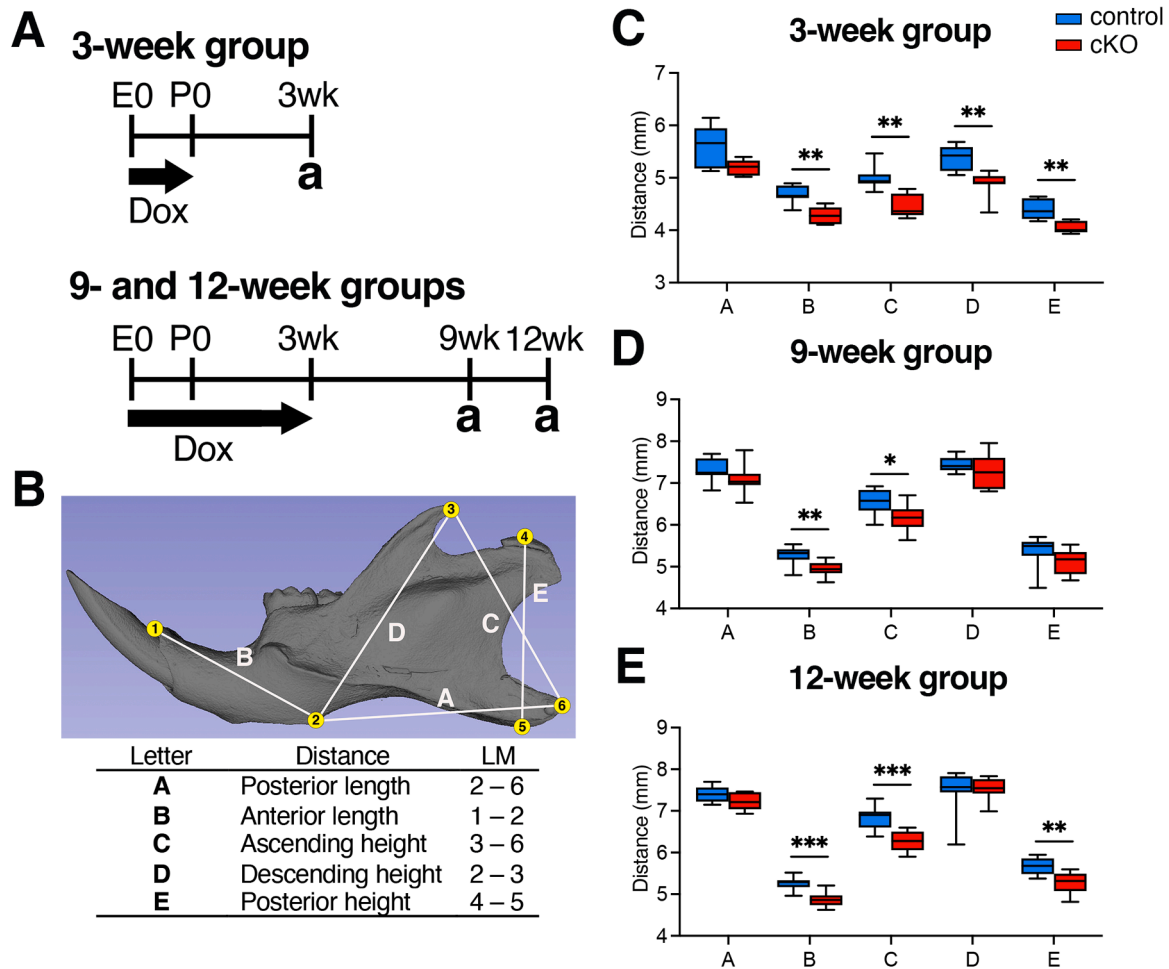 A
3-week group
E0 P0 3wk
a
Dox
9- and 12-week groups
E0 P0 3wk 9wk 12wk
a a
Dox
B
1
2
3
4
5
6
A
B
C
D
E
Letter Distance LM
A Posterior length 2 – 6
B Anterior length 1 – 2
C Ascending height 3 – 6
D Descending height 2 – 3
E Posterior height 4 – 5
control
cKO
C
3-week group
Distance (mm)
7
6
5
4
3
** ** ** **
A B C D E
D
9-week group
Distance (mm)
9
8
7
6
5
4
** *
A B C D E
E
12-week group
Distance (mm)
9
8
7
6
5
4
*** *** **
A B C D E